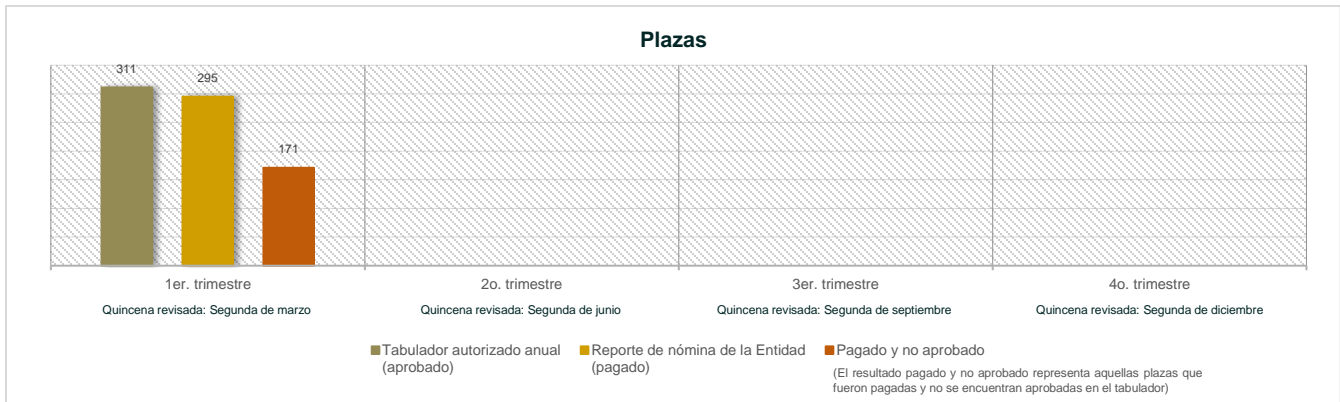 Plazas
311
295
171
1er. trimestre
2o. trimestre
3er. trimestre
4o. trimestre
Quincena revisada: Segunda de marzo
Quincena revisada: Segunda de junio
Quincena revisada: Segunda de septiembre
Quincena revisada: Segunda de diciembre
Tabulador autorizado anual
(aprobado)
Reporte de nómina de la Entidad
(pagado)
Pagado y no aprobado
(El resultado pagado y no aprobado representa aquellas plazas que
fueron pagadas y no se encuentran aprobadas en el tabulador)